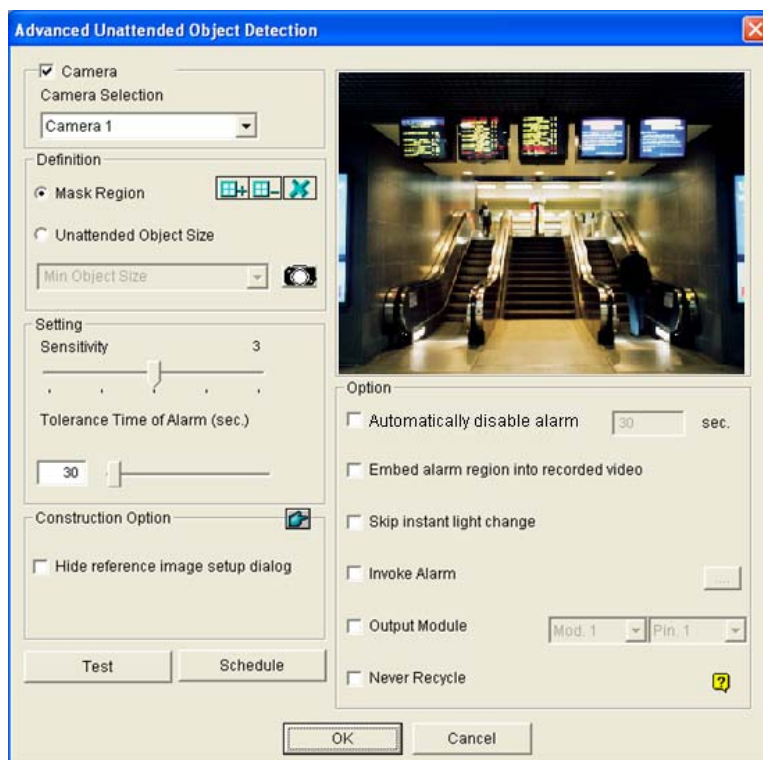 Advanced Unattended Object Detection
Camera
Camera Selection
Camera 1
Definition
Mask Region
Unattended Object Size
Min Object Size
Setting
Sensitivity 3
Tolerance Time of Alarm (sec.)
30
Construction Option
Hide reference image setup dialog
Test Schedule
Option
Automatically disable alarm 30 sec.
Embed alarm region into recorded video
Skip instant light change
Invoke Alarm ....
Output Module Mod. 1 Pin. 1
Never Recycle ?
OK Cancel